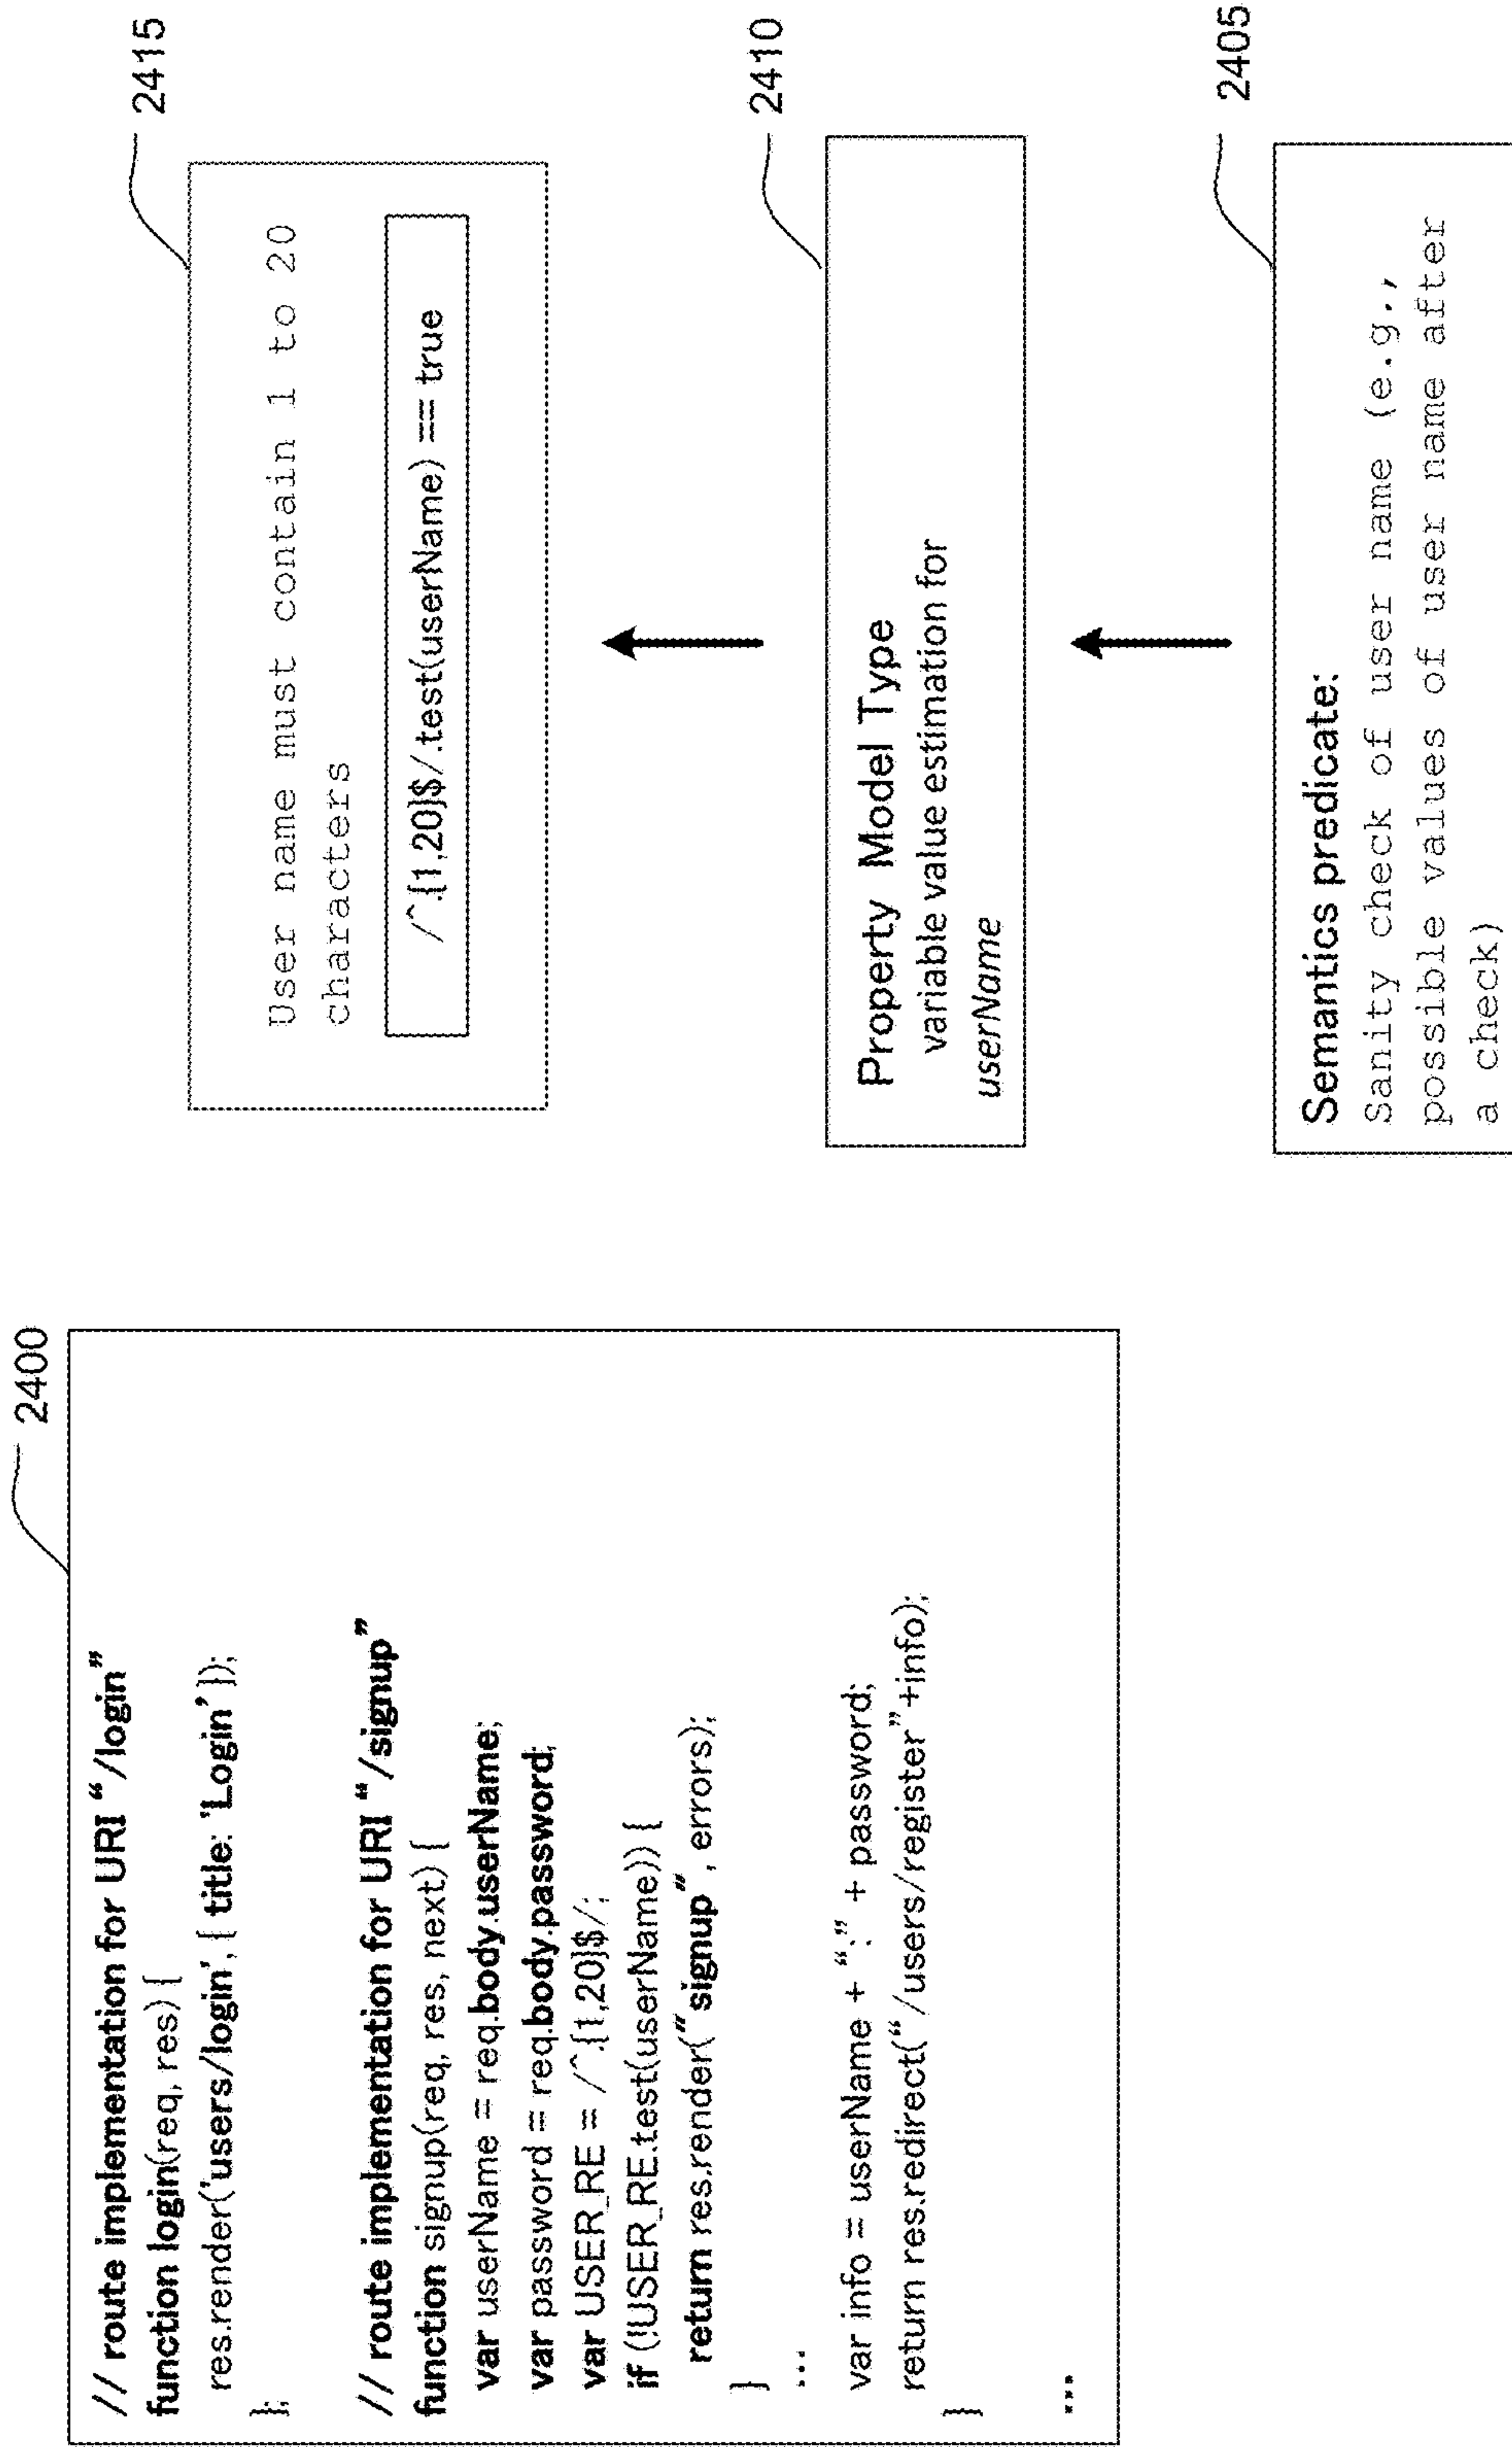 2400
// route implementation for URI “/login”
function login(req, res) {
res.render('users/login', { title: 'Login' });
};
// route implementation for URI “/signup”
function signup(req, res, next) {
var userName = req.body.userName;
var password = req.body.password;
var USER_RE = /^.{1,20}$/;
if (!USER_RE.test(userName)) {
return res.render(“signup”, errors);
}
...
var info = userName + “:” + password;
return res.redirect(“/users/register”+info);
}
...
2415
User name must contain 1 to 20
characters
/^.{1,20}$/.test(userName) == true
2410
Property Model Type
variable value estimation for
userName
2405
Semantics predicate:
Sanity check of user name (e.g.,
possible values of user name after
a check)